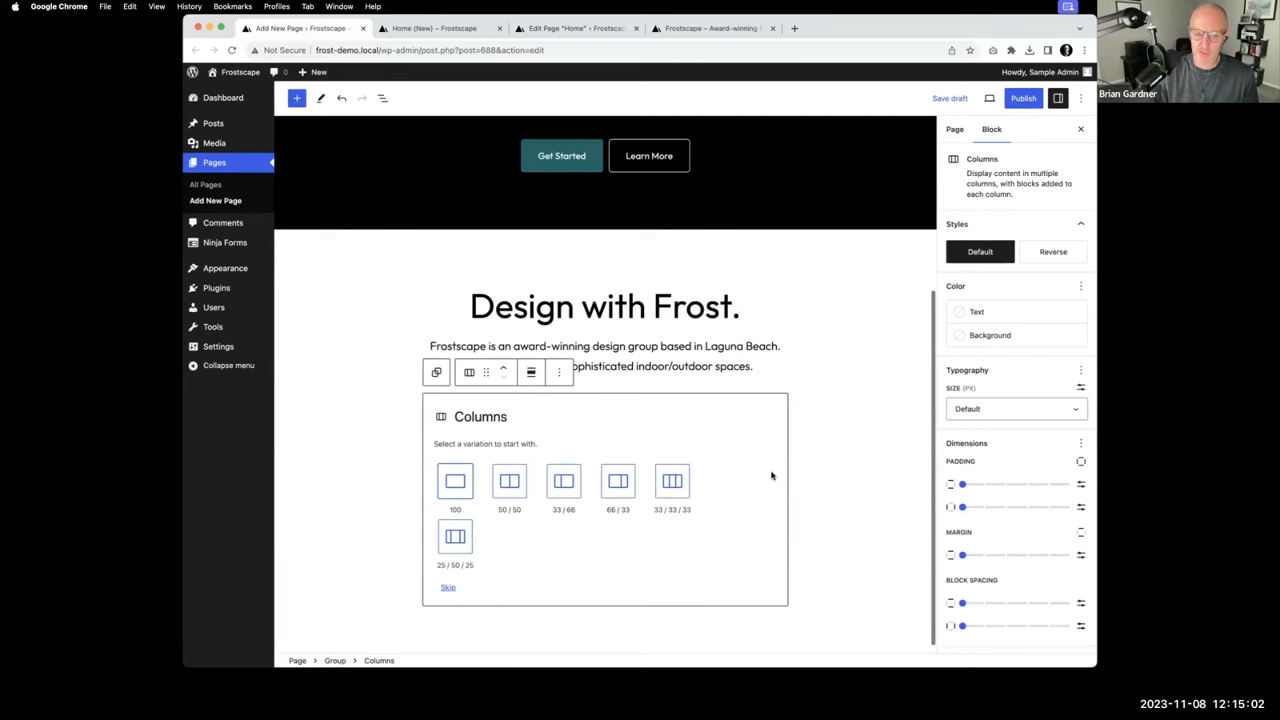 Google Chrome File Edit View History Bookmarks Profiles Tab Window Help
Add New Page ‹ Frostscape –
Home (New) – Frostscape
Edit Page "Home" ‹ Frostscape
Frostscape – Award-winning
Not Secure frost-demo.local/wp-admin/post.php?post=688&action=edit
Frostscape 0 New Howdy, Sample Admin
Brian Gardner
Dashboard
Posts
Media
Pages
All Pages
Add New Page
Comments
Ninja Forms
Appearance
Plugins
Users
Tools
Settings
Collapse menu
Save draft Publish
Get Started Learn More
Design with Frost.
Frostscape is an award-winning design group based in Laguna Beach.
ophisticated indoor/outdoor spaces.
Columns
Select a variation to start with.
100 50 / 50 33 / 66 66 / 33 33 / 33 / 33
25 / 50 / 25
Skip
Page Block
Columns
Display content in multiple
columns, with blocks added to
each column.
Styles
Default Reverse
Color
Text
Background
Typography
SIZE (PX)
Default
Dimensions
PADDING
MARGIN
BLOCK SPACING
Page Group Columns
2023-11-08 12:15:02